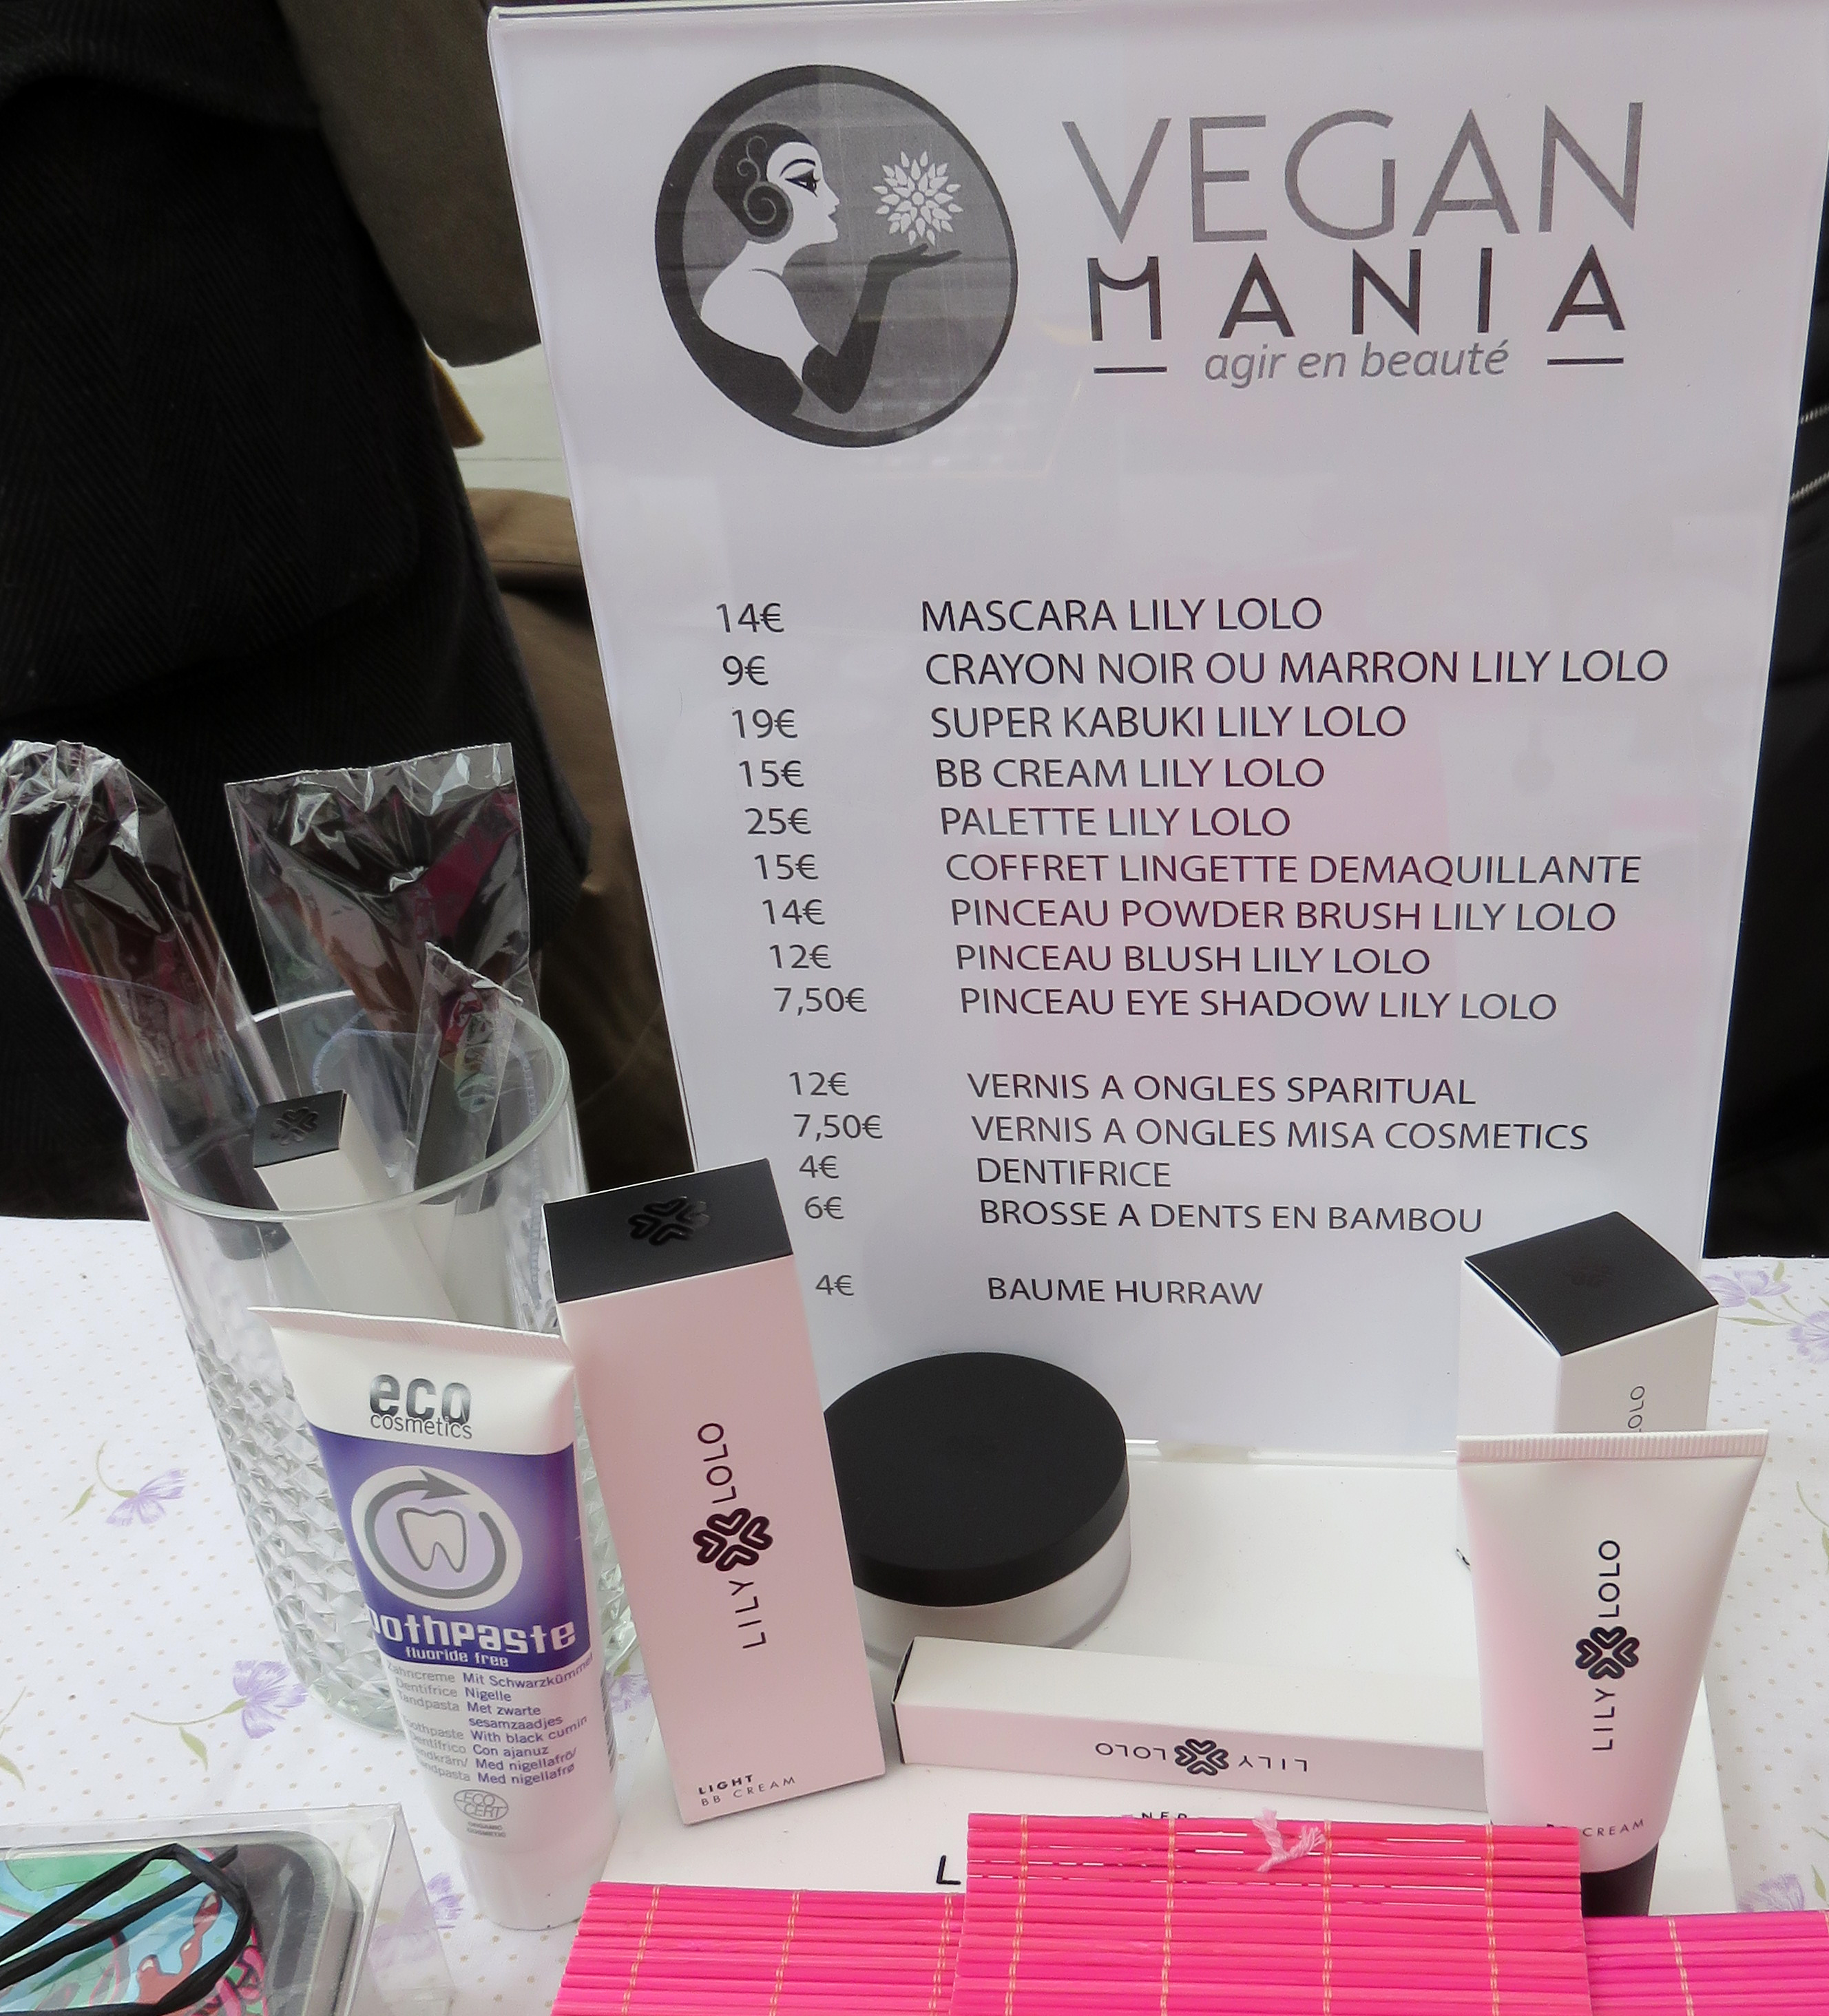 VEGAN
MANIA
agir en beauté
14€ MASCARA LILY LOLO
9€ CRAYON NOIR OU MARRON LILY LOLO
19€ SUPER KABUKI LILY LOLO
15€ BB CREAM LILY LOLO
25€ PALETTE LILY LOLO
15€ COFFRET LINGETTE DEMAQUILLANTE
14€ PINCEAU POWDER BRUSH LILY LOLO
12€ PINCEAU BLUSH LILY LOLO
7,50€ PINCEAU EYE SHADOW LILY LOLO
12€ VERNIS A ONGLES SPARITUAL
7,50€ VERNIS A ONGLES MISA COSMETICS
4€ DENTIFRICE
6€ BROSSE A DENTS EN BAMBOU
4€ BAUME HURRAW
eco
cosmetics
oothpaste
fluoride free
Zahncreme Mit Schwarzkümmel
Dentifrice Nigelle
Tandpasta Met zwarte
sesamzaadjes
Toothpaste With black cumin
Dentifrico Con ajanuz
Med nigellafrö/
Med nigellafrø
ECO
CERT
ORGANIC
COSMETIC
LILY LOLO
LIGHT
BB CREAM
LILY LOLO
LOLO
LILY LOLO
CREAM